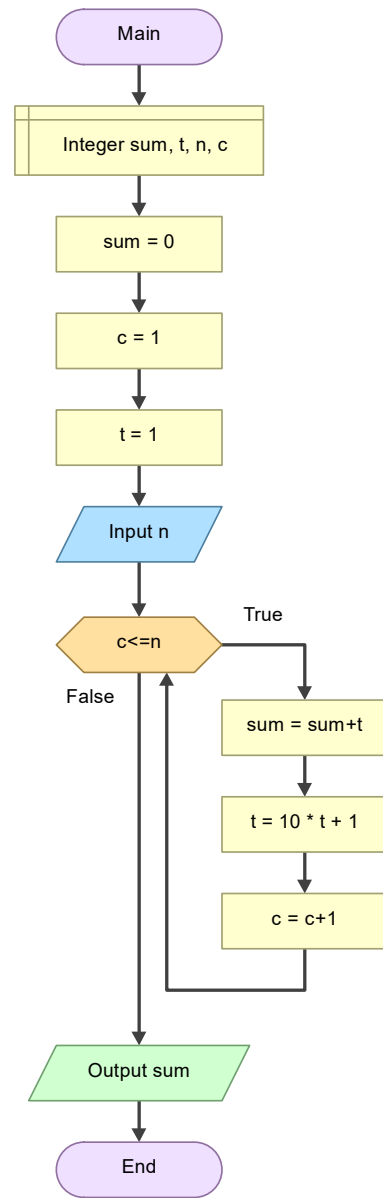 Main
Integer sum, t, n, c
sum = 0
c = 1
t = 1
Input n
c<=n
True
False
sum = sum+t
t = 10 * t + 1
c = c+1
Output sum
End